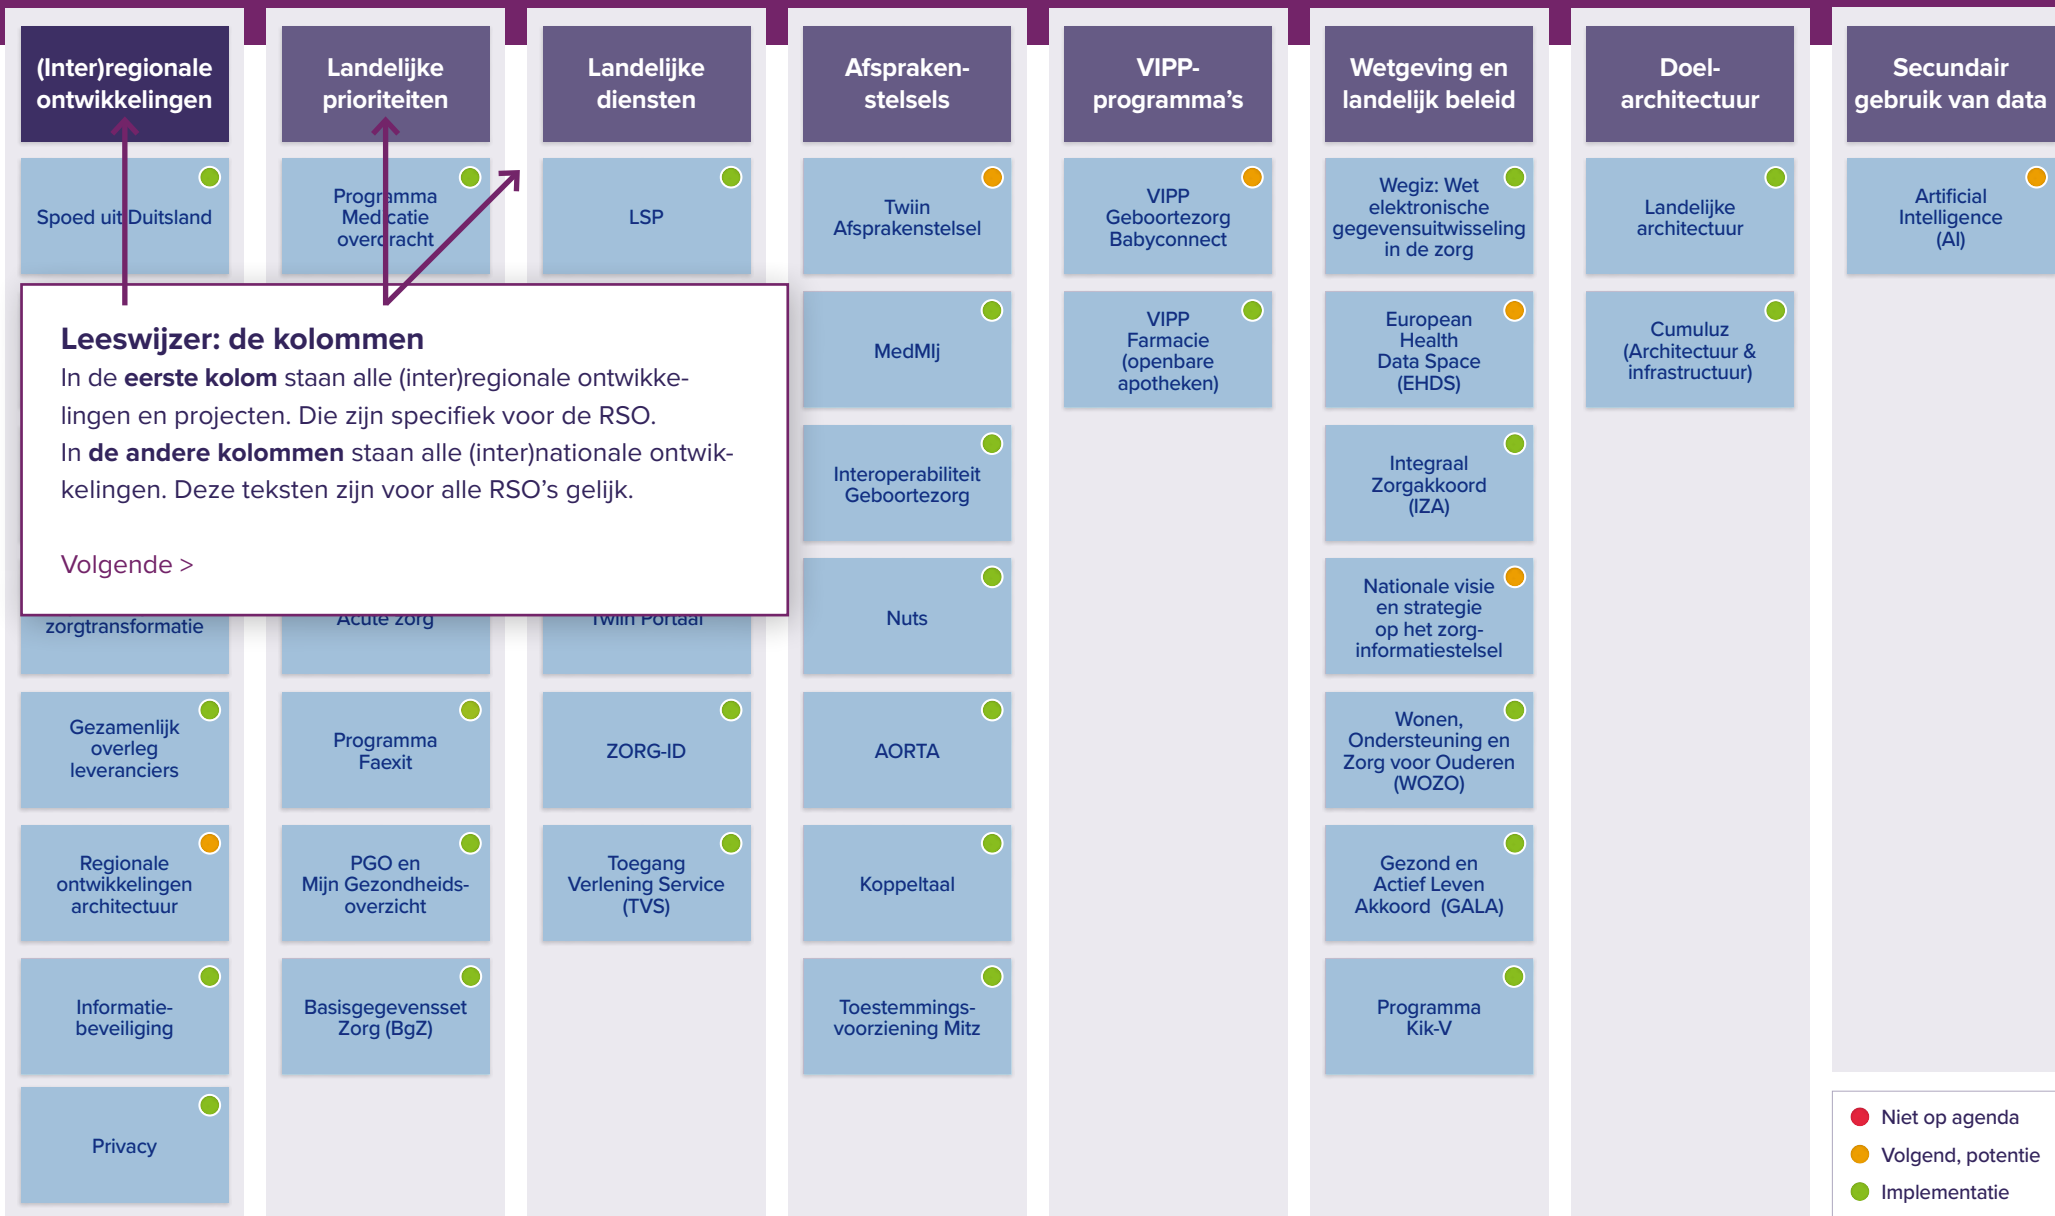 (Inter)regionale
ontwikkelingen
Landelijke
prioriteiten
Landelijke
diensten
Afspraken-
stelsels
VIPP-
programma's
Wetgeving en
landelijk beleid
Doel-
architectuur
Secundair
gebruik van data
Spoed uit Duitsland
Programma
Medicatie
overdracht
LSP
Twiin
Afsprakenstelsel
VIPP
Geboortezorg
Babyconnect
Wegiz: Wet
elektronische
gegevensuitwisseling
in de zorg
Landelijke
architectuur
Artificial
Intelligence
(AI)
Leeswijzer: de kolommen
In de eerste kolom staan alle (inter)regionale ontwikke-
lingen en projecten. Die zijn specifiek voor de RSO.
In de andere kolommen staan alle (inter)nationale ontwik-
kelingen. Deze teksten zijn voor alle RSO's gelijk.
Volgende >
MedMIj
VIPP
Farmacie
(openbare
apotheken)
European
Health
Data Space
(EHDS)
Cumuluz
(Architectuur &
infrastructuur)
Interoperabiliteit
Geboortezorg
Integraal
Zorgakkoord
(IZA)
zorgtransformatie
Acute zorg
Twiin Portaal
Nuts
Nationale visie
en strategie
op het zorg-
informatiestelsel
Gezamenlijk
overleg
leveranciers
Programma
Faexit
ZORG-ID
AORTA
Wonen,
Ondersteuning en
Zorg voor Ouderen
(WOZO)
Regionale
ontwikkelingen
architectuur
PGO en
Mijn Gezondheids-
overzicht
Toegang
Verlening Service
(TVS)
Koppeltaal
Gezond en
Actief Leven
Akkoord (GALA)
Informatie-
beveiliging
Basisgegevensset
Zorg (BgZ)
Toestemmings-
voorziening Mitz
Programma
Kik-V
Privacy
Niet op agenda
Volgend, potentie
Implementatie